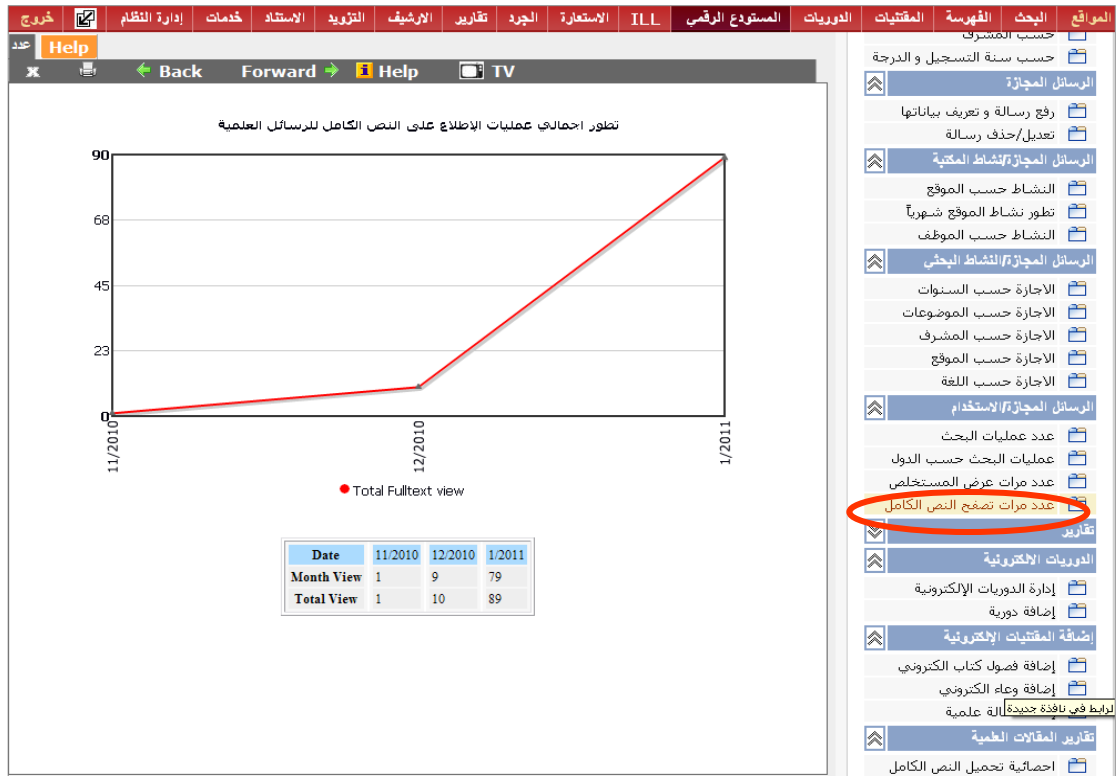 المواقع البحث الفهرسة المقتنيات الدوريات المستودع الرقمي ILL الاستعارة الجرد تقارير الارشيف التزويد الاستناد خدمات إدارة النظام خروج
حسب المشرف
حسب سنة التسجيل و الدرجة
الرسائل المجازة
رفع رسالة و تعريف بياناتها
تعديل/حذف رسالة
الرسائل المجازة/نشاط المكتبة
النشاط حسب الموقع
تطور نشاط الموقع شهرياً
النشاط حسب الموظف
الرسائل المجازة/النشاط البحثي
الاجازة حسب السنوات
الاجازة حسب الموضوعات
الاجازة حسب المشرف
الاجازة حسب الموقع
الاجازة حسب اللغة
الرسائل المجازة/الاستخدام
عدد عمليات البحث
عمليات البحث حسب الدول
عدد مرات عرض المستخلص
عدد مرات تصفح النص الكامل
تقارير
الدوريات الالكترونية
إدارة الدوريات الإلكترونية
إضافة دورية
إضافة المقتنيات الإلكترونية
إضافة فصول كتاب الكتروني
إضافة وعاء الكتروني
لرابط في نافذة جديدة
علمية
تقارير المقالات العلمية
احصائية تحميل النص الكامل
عدد Help
x Back Forward Help TV
تطور اجمالي عمليات الإطلاع على النص الكامل للرسائل العلمية
90
68
45
23
0
11/2010 12/2010 1/2011
Total Fulltext view
Date 11/2010 12/2010 1/2011
Month View 1 9 79
Total View 1 10 89